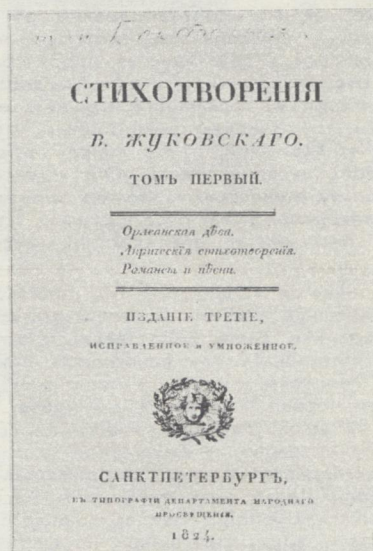 СТИХОТВОРЕНІЯ
В. ЖУКОВСКАГО.
ТОМЪ ПЕРВЫЙ.
Орлеанская дѣва.
Лирическія стихотворенія.
Романсы и пѣсни.
ИЗДАНІЕ ТРЕТІЕ,
ИСПРАВЛЕННОЕ и УМНОЖЕННОЕ.
САНКТПЕТЕРБУРГЪ,
ВЪ ТИПОГРАФІИ ДЕПАРТАМЕНТА НАРОДНАГО
ПРОСВѢЩЕНІЯ,
1824.